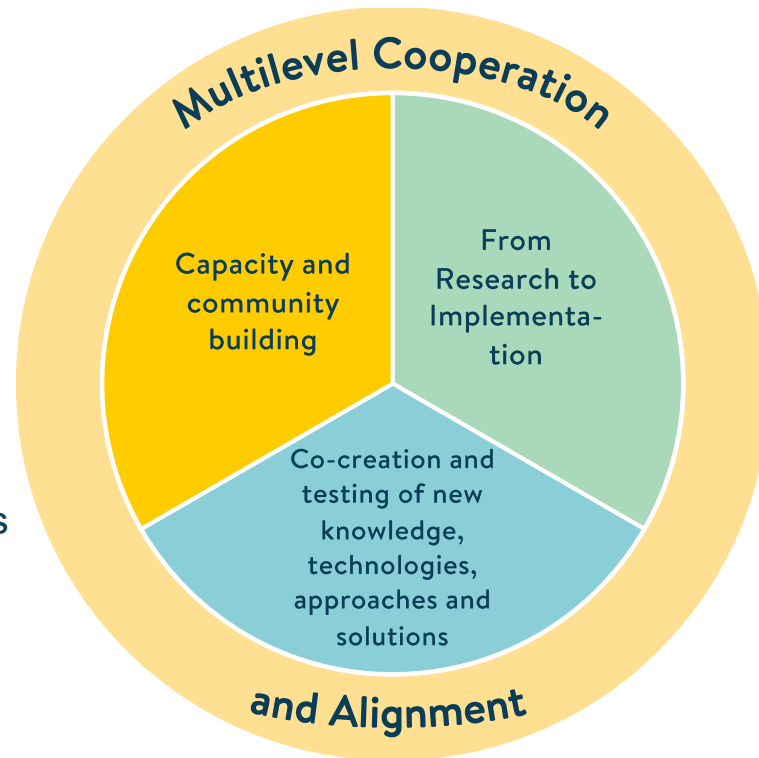 Multilevel Cooperation
Capacity and
community
building
From
Research to
Implementa-
tion
Co-creation and
testing of new
knowledge,
technologies,
approaches and
solutions
s
and Alignment